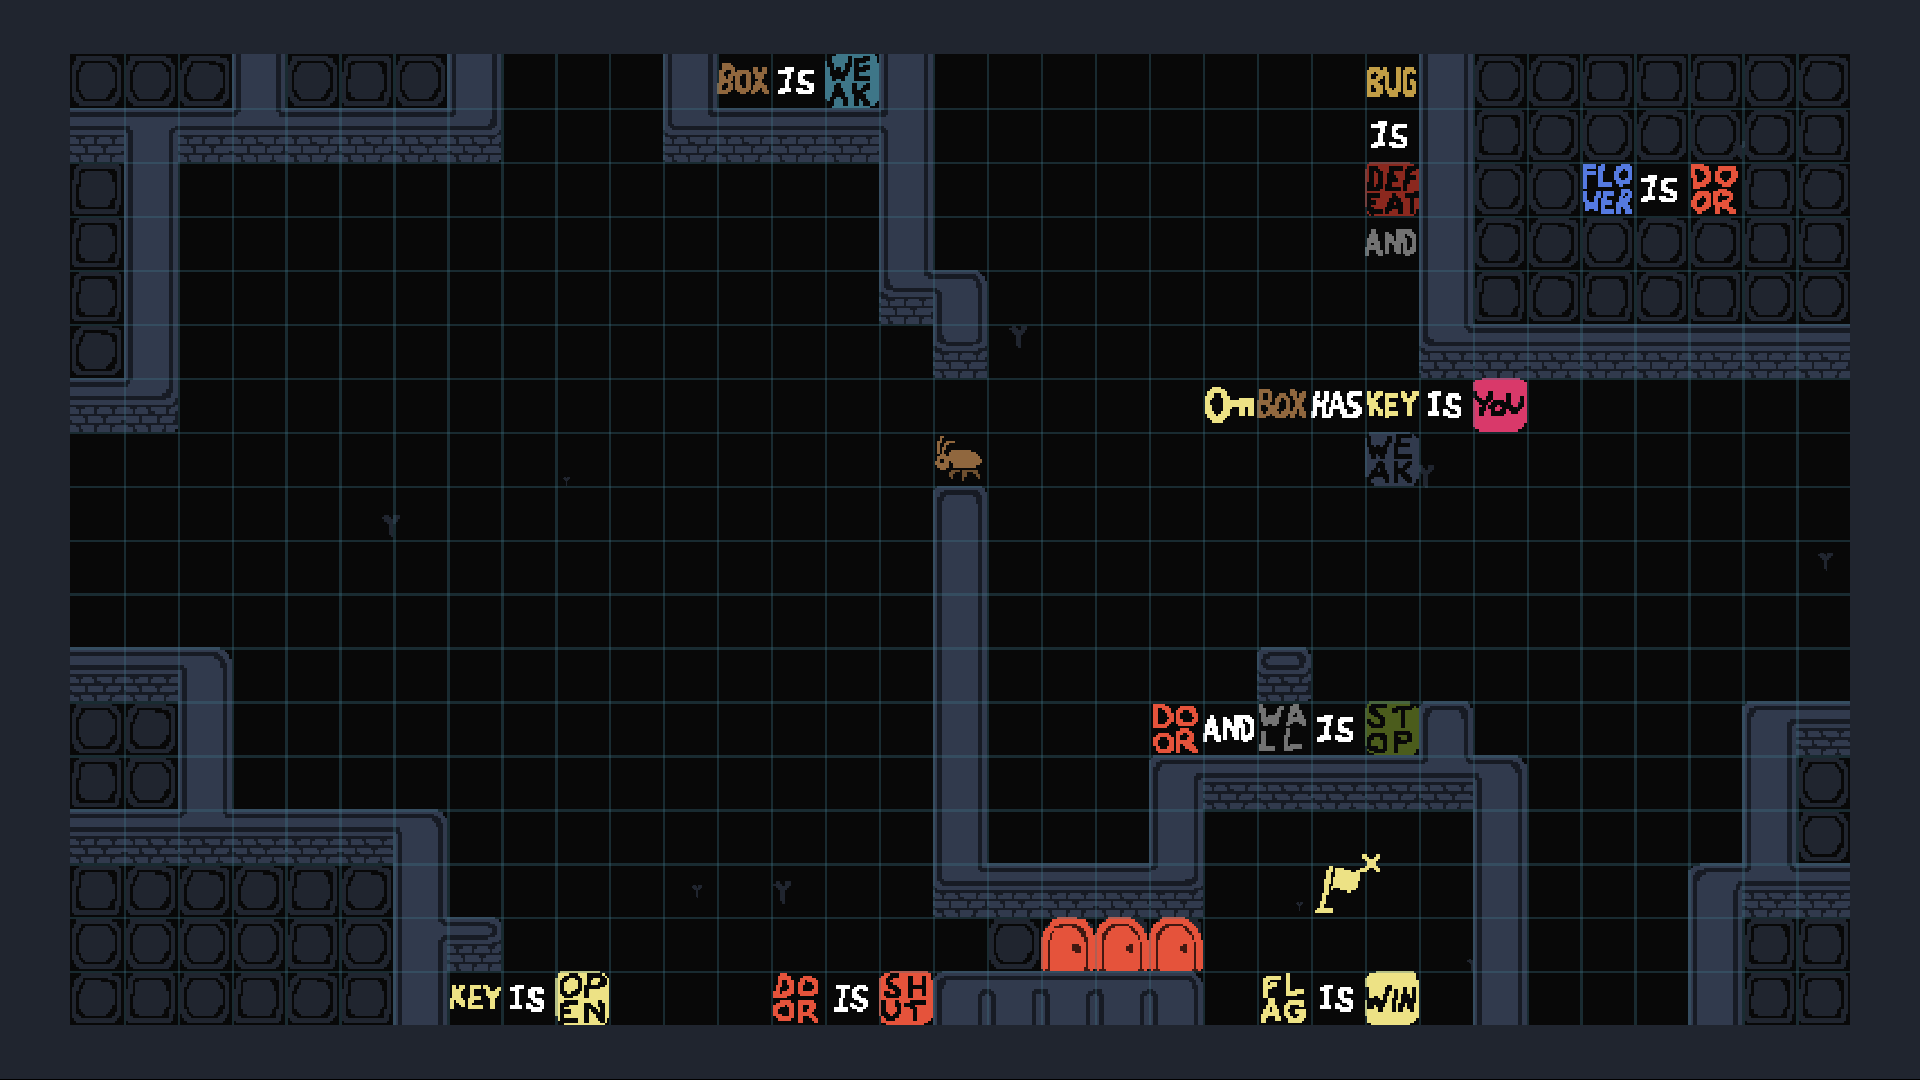 BOX IS WEAK
BUG
IS
DEFEAT
AND
FLOWER IS DOOR
BOX HAS KEY IS YOU
WEAK
DOOR AND WALL IS STOP
KEY IS OPEN
DOOR IS SHUT
FLAG IS WIN